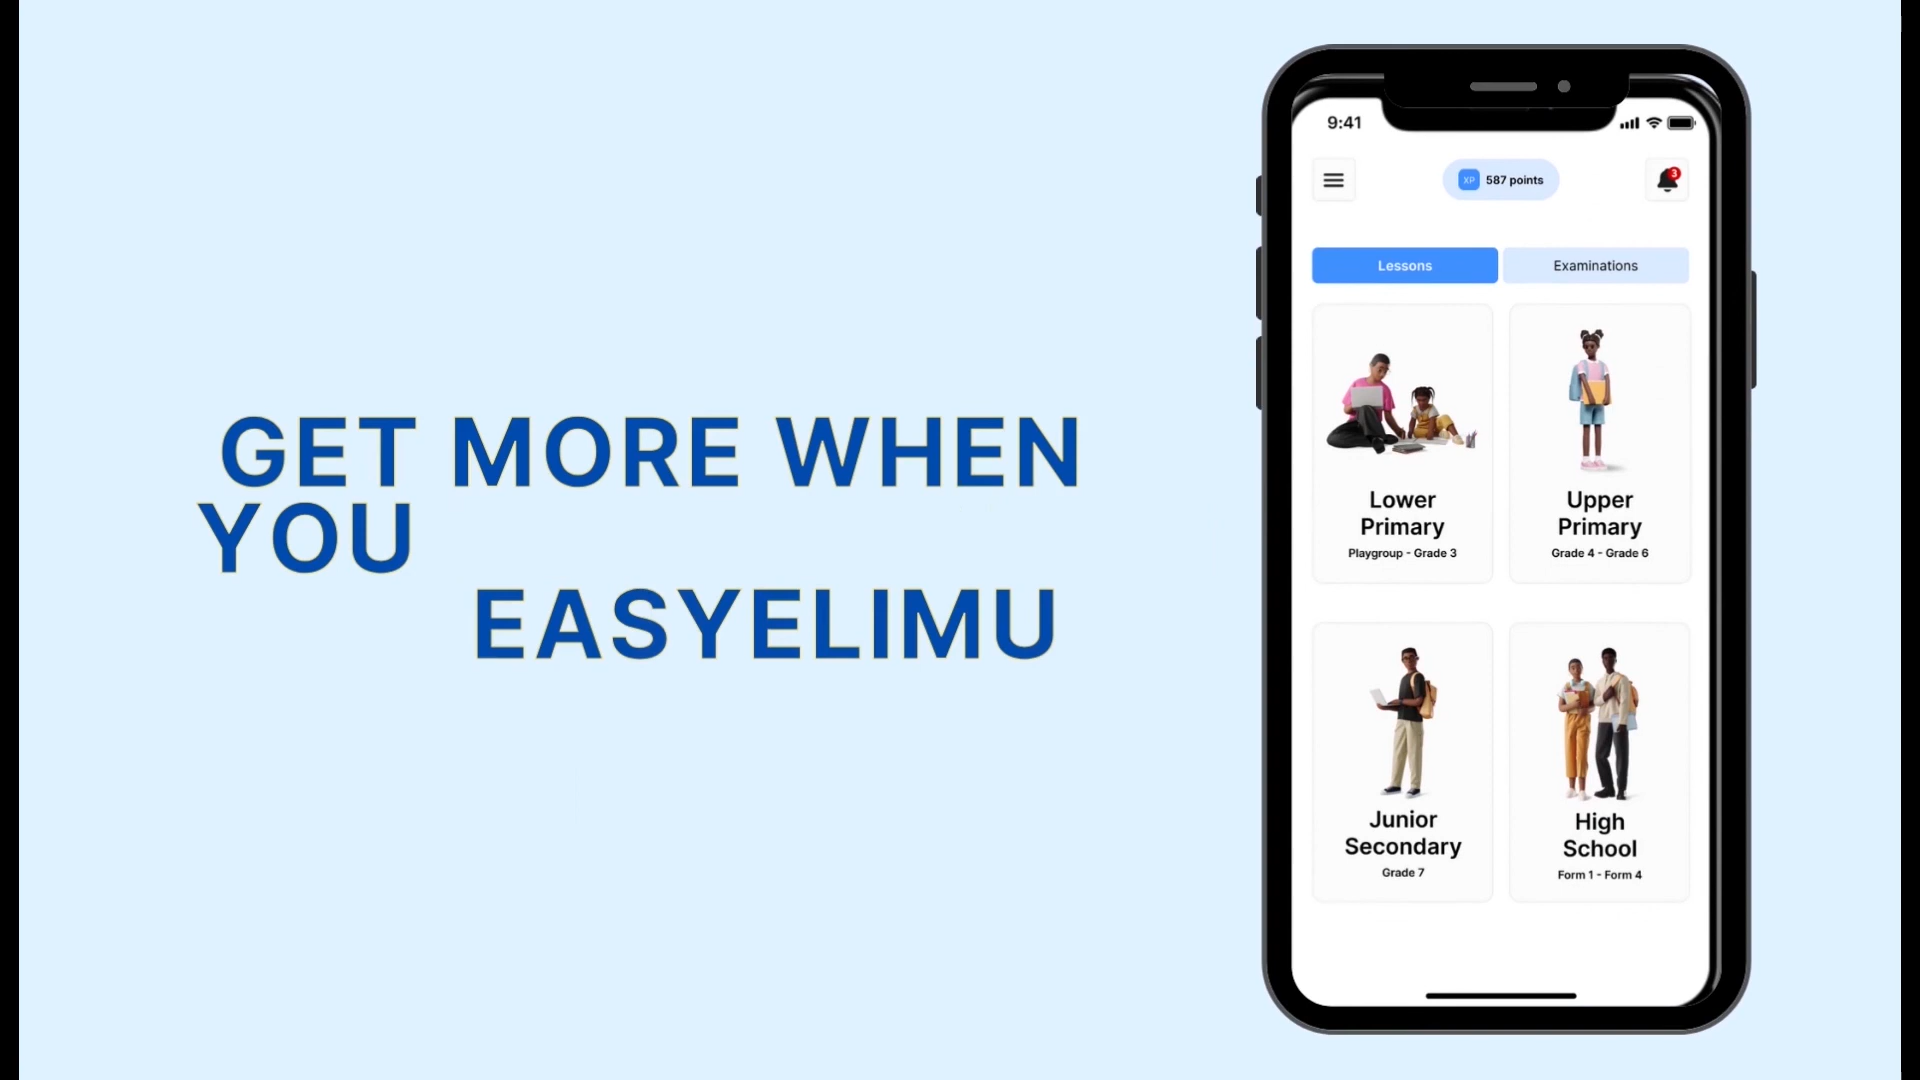 GET MORE WHEN
YOU
EASYELIMU
9:41
XP 587 points
3
Lessons
Examinations
Lower
Primary
Playgroup - Grade 3
Upper
Primary
Grade 4 - Grade 6
Junior
Secondary
Grade 7
High
School
Form 1 - Form 4